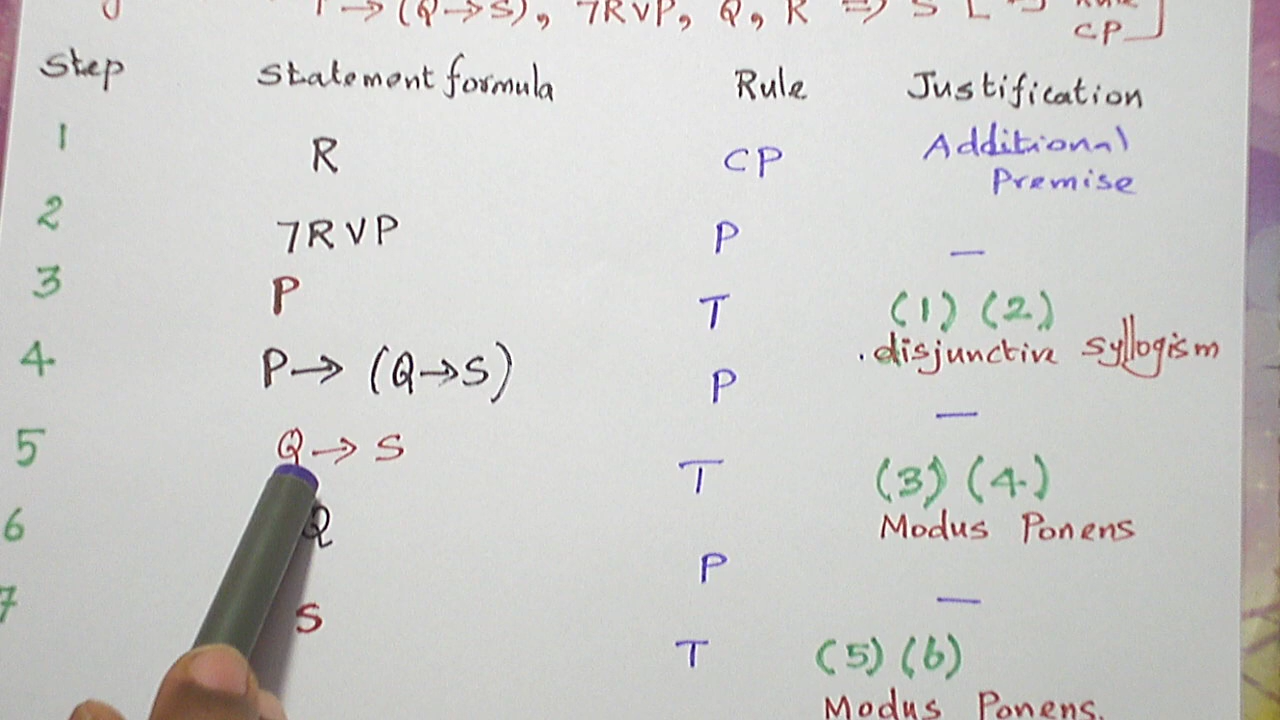 P → (Q→S), ⅂R∨P, Q, R ⇒ S [
CP ]
Step Statement formula Rule Justification
1 R CP Additional Premise
2 ⅂R∨P P —
3 P T (1) (2) disjunctive syllogism
4 P→ (Q→S) P —
5 Q→ S T (3) (4) Modus Ponens
6 Q P —
7 S T (5) (6) Modus Ponens.